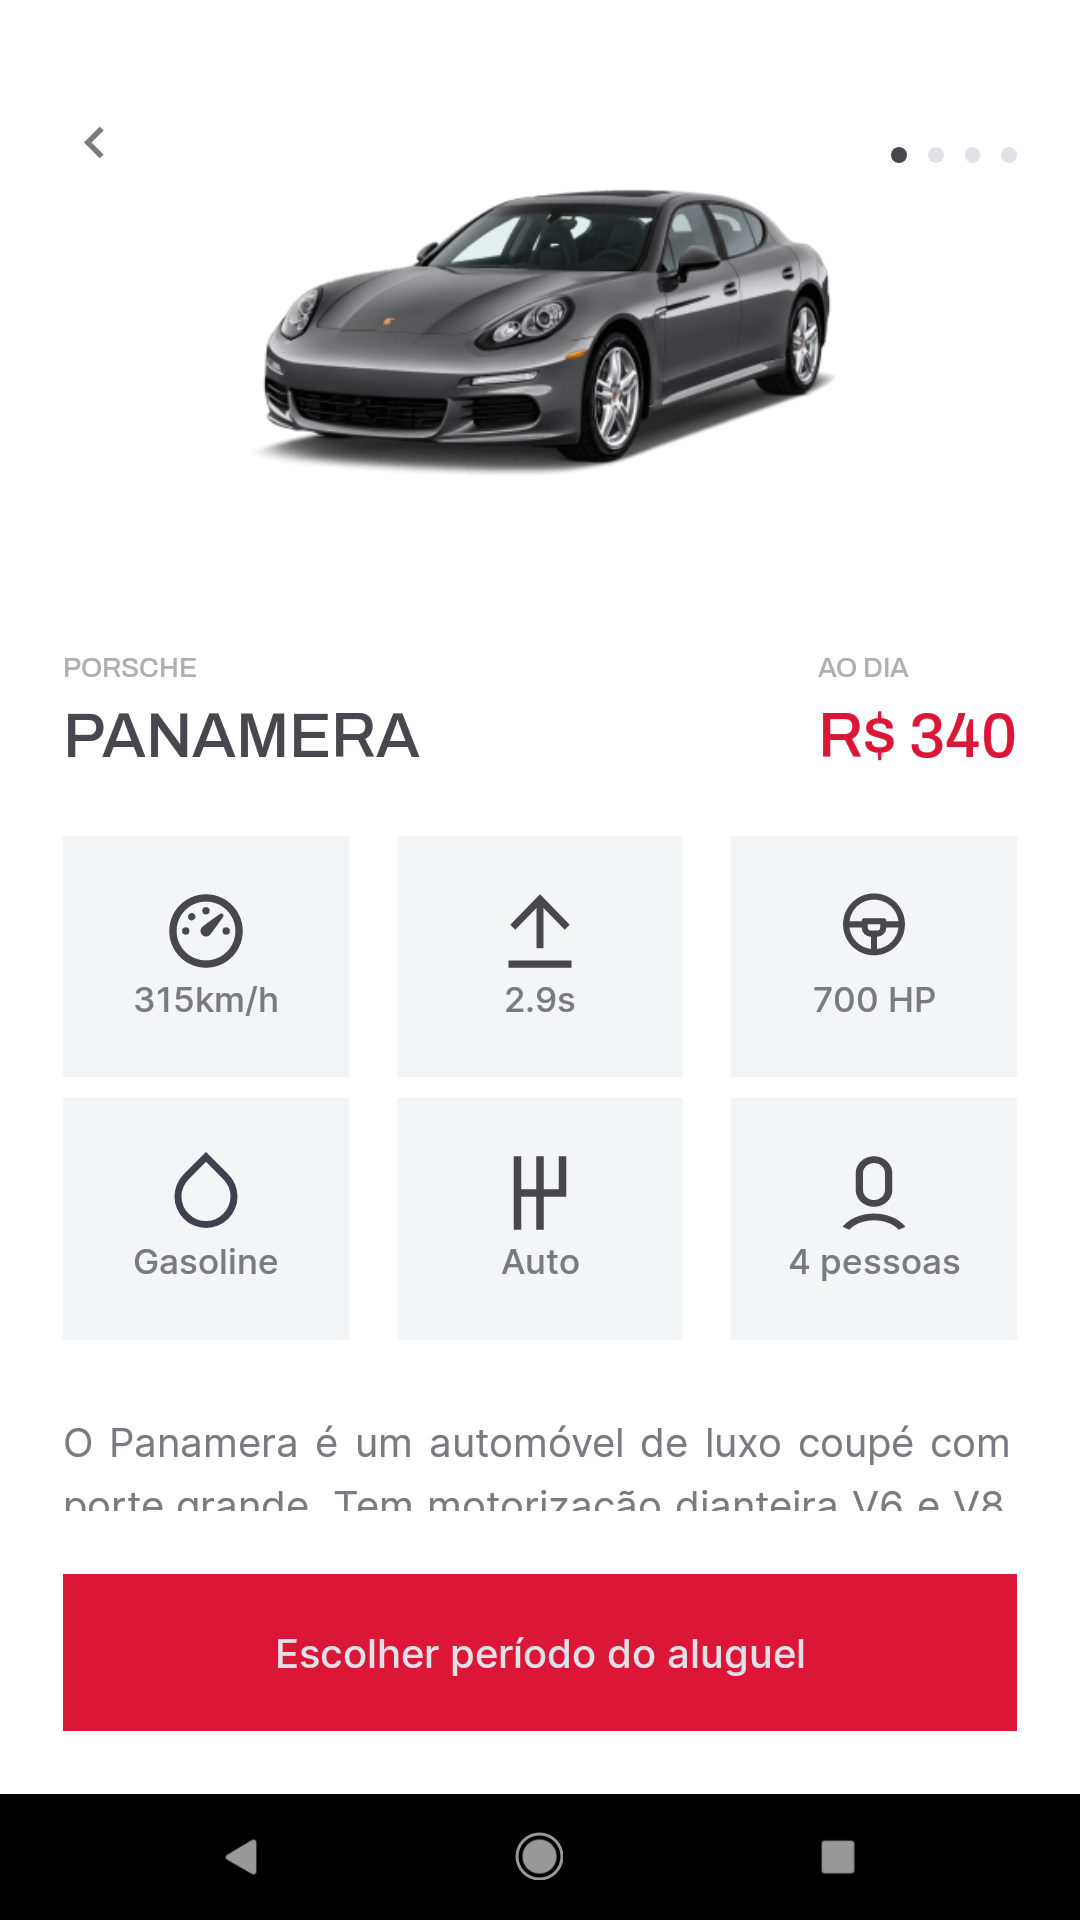 PORSCHE
AO DIA
PANAMERA
R$ 340
315km/h
2.9s
700 HP
Gasoline
Auto
4 pessoas
O Panamera é um automóvel de luxo coupé com
porte grande. Tem motorização dianteira V6 e V8
Escolher período do aluguel